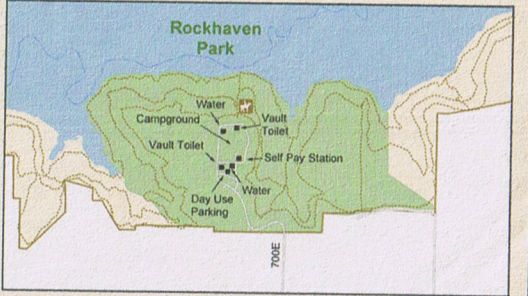 Rockhaven
Park
Water
Campground
Vault
Toilet
Vault Toilet
Self Pay Station
Water
Day Use
Parking
700E